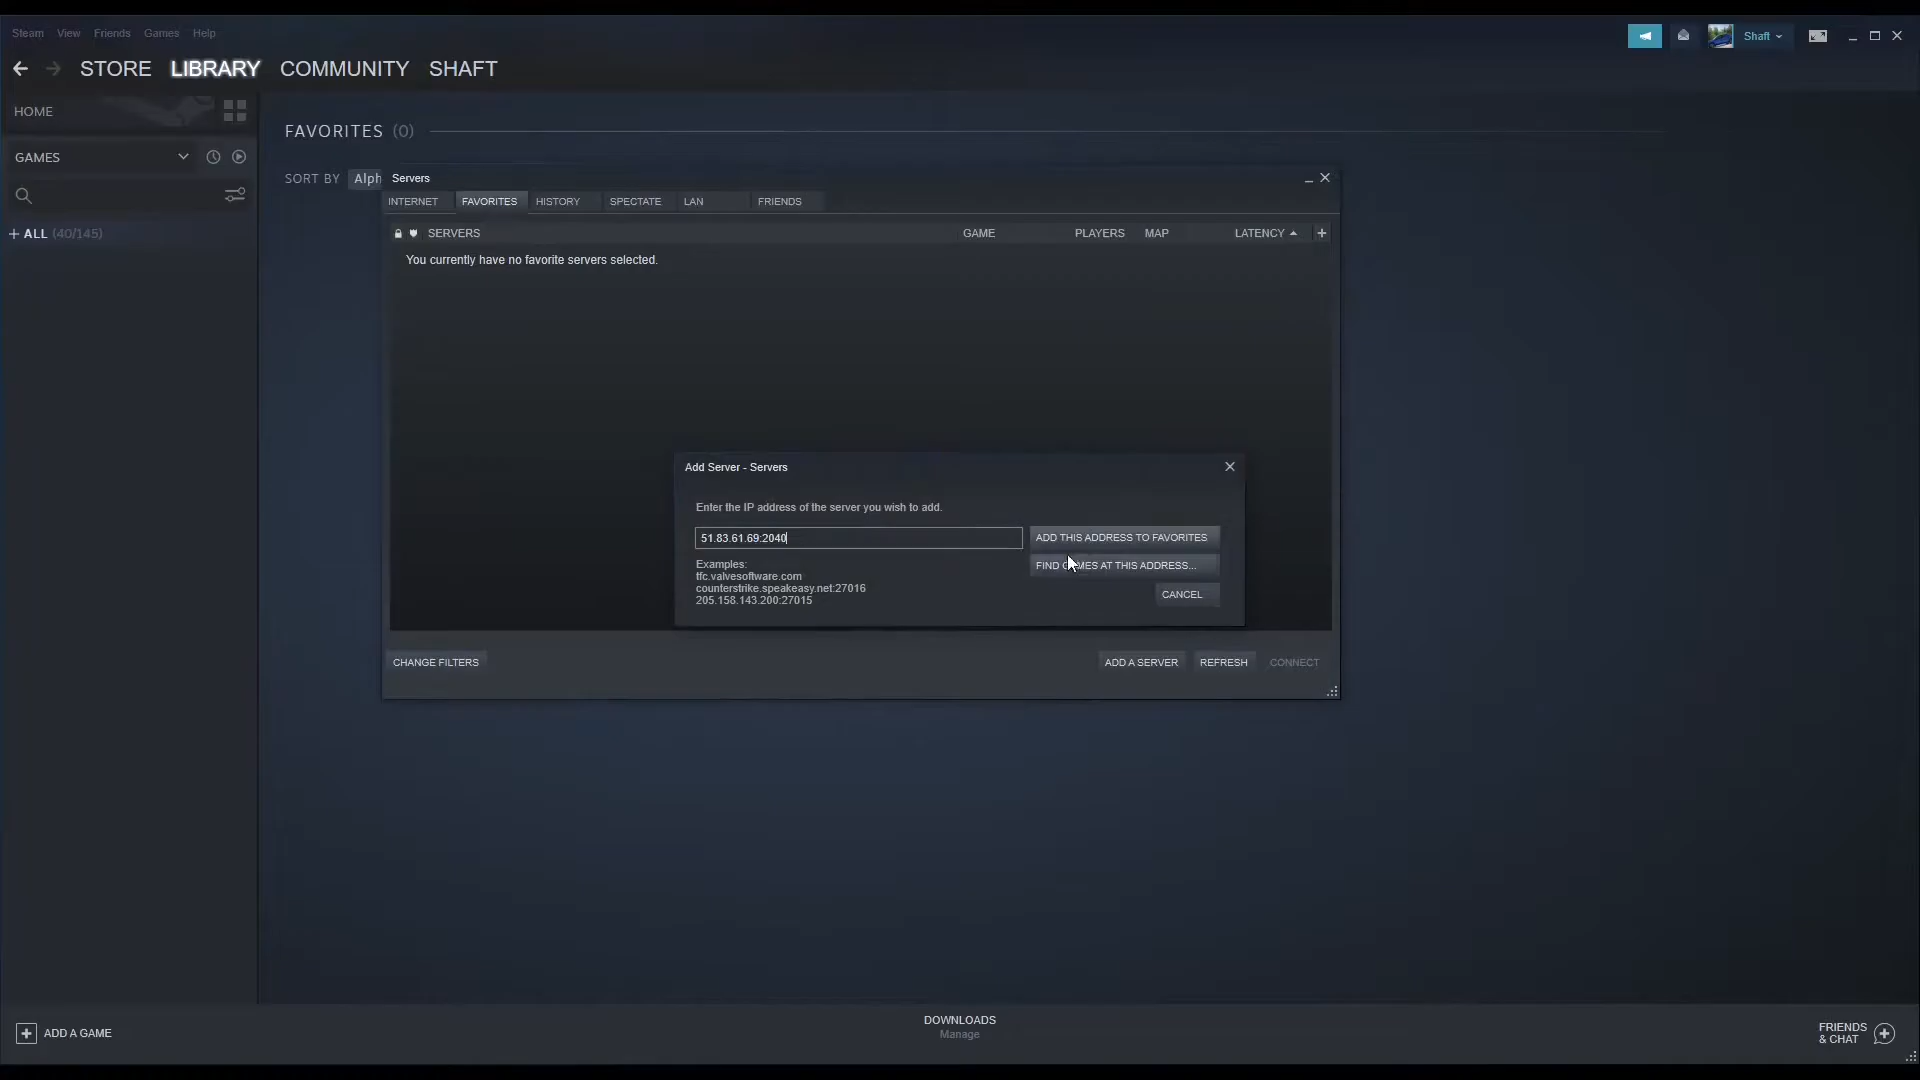 Steam View Friends Games Help
Shaft
STORE LIBRARY COMMUNITY SHAFT
HOME
FAVORITES (0)
GAMES
SORT BY Alph
Servers
INTERNET FAVORITES HISTORY SPECTATE LAN FRIENDS
+ ALL (40/145)
SERVERS GAME PLAYERS MAP LATENCY +
You currently have no favorite servers selected.
Add Server - Servers
Enter the IP address of the server you wish to add.
51.83.61.69:2040
ADD THIS ADDRESS TO FAVORITES
Examples:
tfc.valvesoftware.com
counterstrike.speakeasy.net:27016
205.158.143.200:27015
FIND GAMES AT THIS ADDRESS...
CANCEL
CHANGE FILTERS ADD A SERVER REFRESH CONNECT
ADD A GAME
DOWNLOADS
Manage
FRIENDS
& CHAT